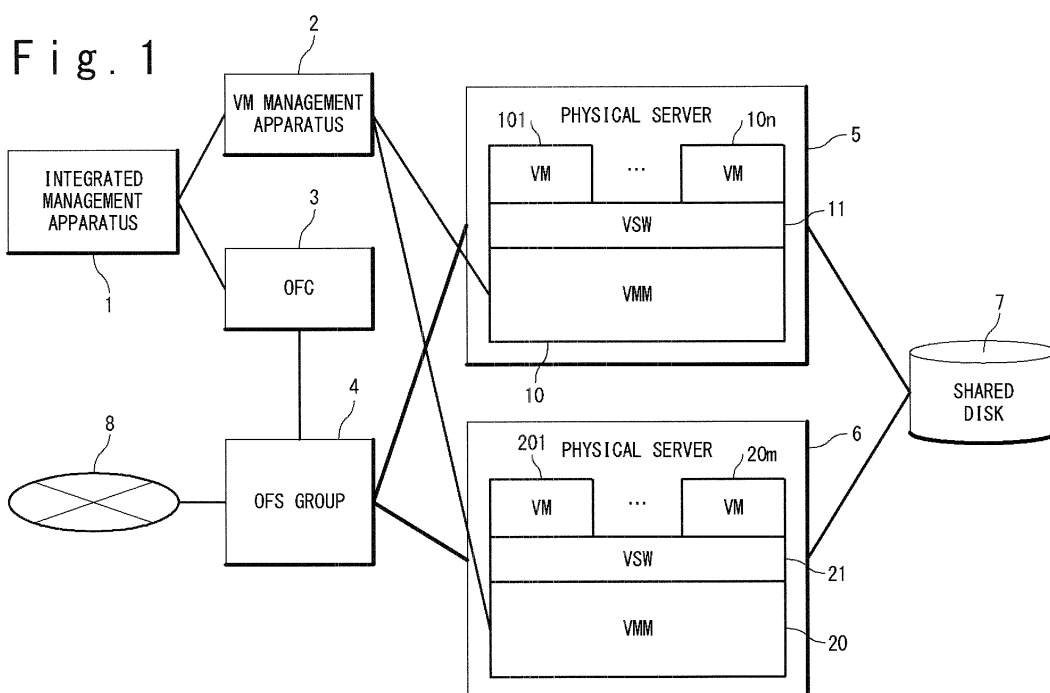 Fig. 1
2
VM MANAGEMENT
APPARATUS
INTEGRATED
MANAGEMENT
APPARATUS
1
3
OFC
4
OFS GROUP
8
PHYSICAL SERVER
5
101
10n
VM
...
VM
VSW
11
VMM
10
PHYSICAL SERVER
6
201
20m
VM
...
VM
VSW
21
VMM
20
7
SHARED
DISK